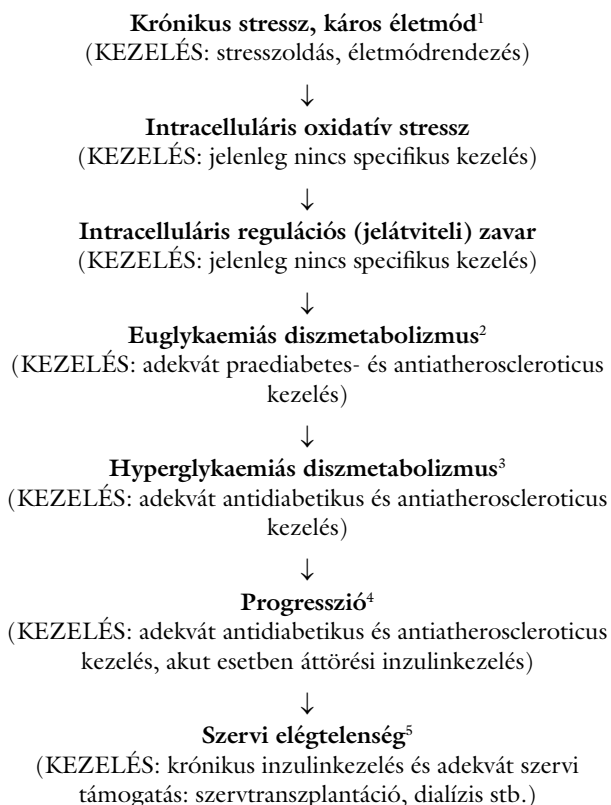 Krónikus stressz, káros életmód¹
(KEZELÉS: stresszoldás, életmódrendezés)
↓
Intracelluláris oxidatív stressz
(KEZELÉS: jelenleg nincs specifikus kezelés)
↓
Intracelluláris regulációs (jelátviteli) zavar
(KEZELÉS: jelenleg nincs specifikus kezelés)
↓
Euglykaemiás diszmetabolizmus²
(KEZELÉS: adekvát praediabetes- és antiatheroscleroticus
kezelés)
↓
Hyperglykaemiás diszmetabolizmus³
(KEZELÉS: adekvát antidiabetikus és antiatheroscleroticus
kezelés)
↓
Progresszió⁴
(KEZELÉS: adekvát antidiabetikus és antiatheroscleroticus
kezelés, akut esetben áttörési inzulinkezelés)
↓
Szervi elégtelenség⁵
(KEZELÉS: krónikus inzulinkezelés és adekvát szervi
támogatás: szervtranszplantáció, dialízis stb.)